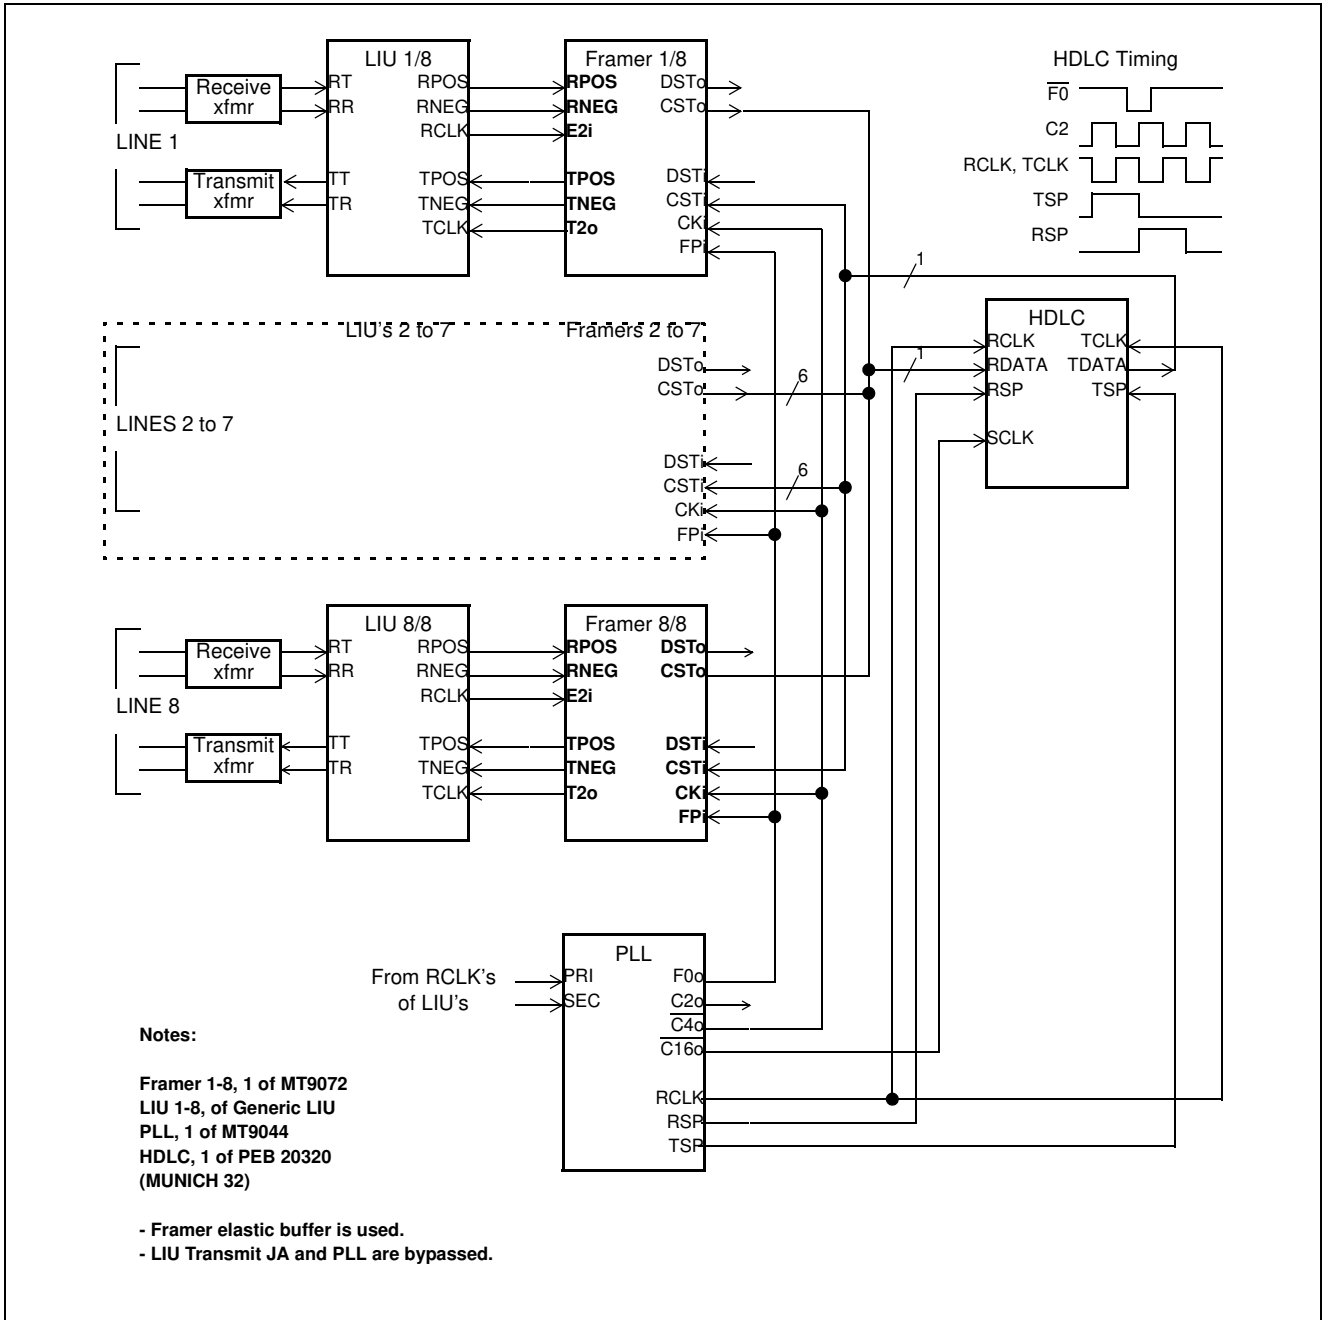 LIU 1/8
Framer 1/8
HDLC Timing
Receive
xfmr
RT
RR
RPOS
RNEG
RCLK
RPOS
RNEG
E2i
DSTo
CSTo
LINE 1
Transmit
xfmr
TT
TR
TPOS
TNEG
TCLK
TPOS
TNEG
T2o
DSTi
CSTi
CKi
FPi
F0
C2
RCLK, TCLK
TSP
RSP
1
LIU's 2 to 7
Framers 2 to 7
DSTo
CSTo
6
LINES 2 to 7
DSTi
CSTi
CKi
FPi
6
1
HDLC
RCLK
RDATA
RSP
SCLK
TCLK
TDATA
TSP
LIU 8/8
Framer 8/8
Receive
xfmr
RT
RR
RPOS
RNEG
RCLK
RPOS
RNEG
E2i
DSTo
CSTo
LINE 8
Transmit
xfmr
TT
TR
TPOS
TNEG
TCLK
TPOS
TNEG
T2o
DSTi
CSTi
CKi
FPi
PLL
From RCLK's
of LIU's
PRI
SEC
F0o
C2o
C4o
C16o
RCLK
RSP
TSP
Notes:
Framer 1-8, 1 of MT9072
LIU 1-8, of Generic LIU
PLL, 1 of MT9044
HDLC, 1 of PEB 20320
(MUNICH 32)
- Framer elastic buffer is used.
- LIU Transmit JA and PLL are bypassed.